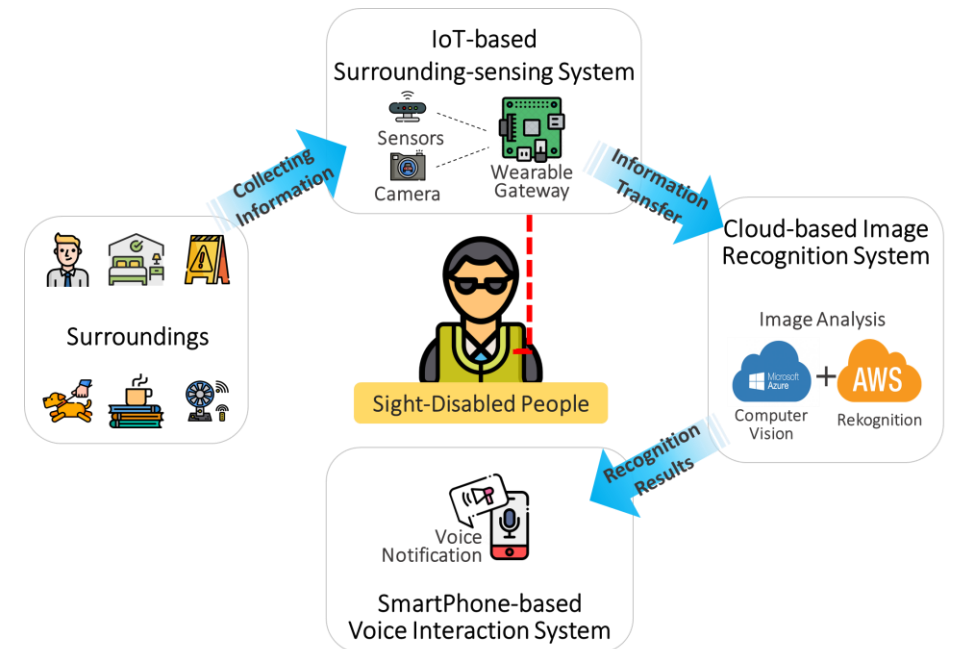 IoT-based
Surrounding-sensing System
Sensors
Camera
Wearable
Gateway
Collecting
Information
Information
Transfer
Surroundings
Sight-Disabled People
Cloud-based Image
Recognition System
Image Analysis
Microsoft
Azure
+
AWS
Computer
Vision
Rekognition
Recognition
Results
Voice
Notification
SmartPhone-based
Voice Interaction System